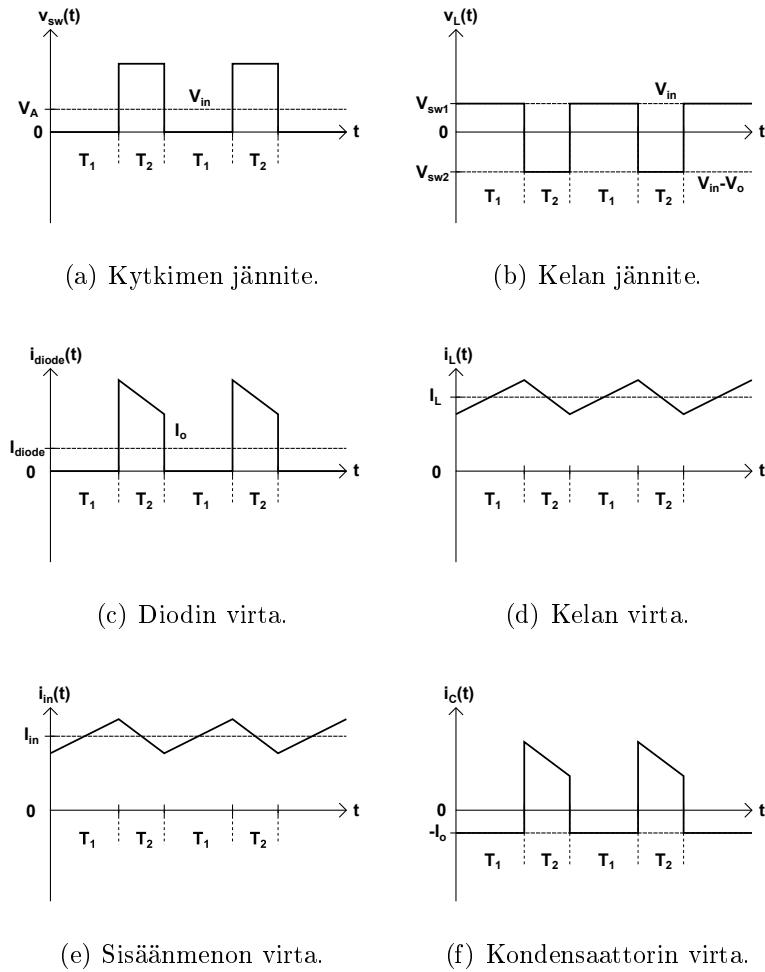 v_sw(t)
V_A
V_in
0
t
T_1 T_2 T_1 T_2
(a) Kytkimen jännite.
v_L(t)
V_in
V_sw1
0
t
V_sw2
V_in-V_o
T_1 T_2 T_1 T_2
(b) Kelan jännite.
i_diode(t)
I_o
I_diode
0
t
T_1 T_2 T_1 T_2
(c) Diodin virta.
i_L(t)
I_L
0
t
T_1 T_2 T_1 T_2
(d) Kelan virta.
i_in(t)
I_in
0
t
T_1 T_2 T_1 T_2
(e) Sisäänmenon virta.
i_C(t)
0
t
-I_o
T_1 T_2 T_1 T_2
(f) Kondensaattorin virta.